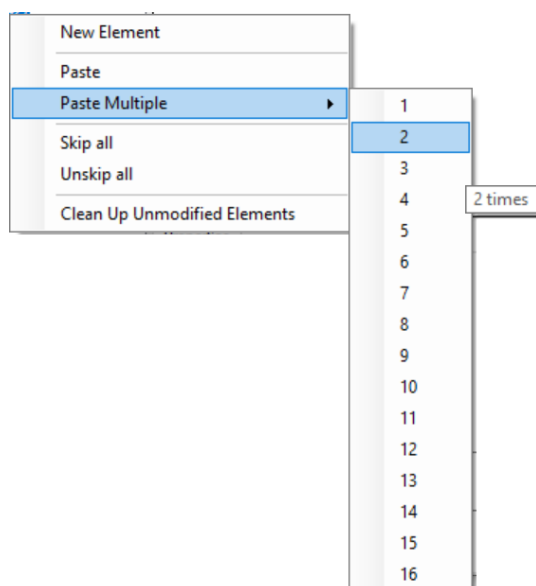 New Element
Paste
Paste Multiple
Skip all
Unskip all
Clean Up Unmodified Elements
1
2
3
4
2 times
5
6
7
8
9
10
11
12
13
14
15
16